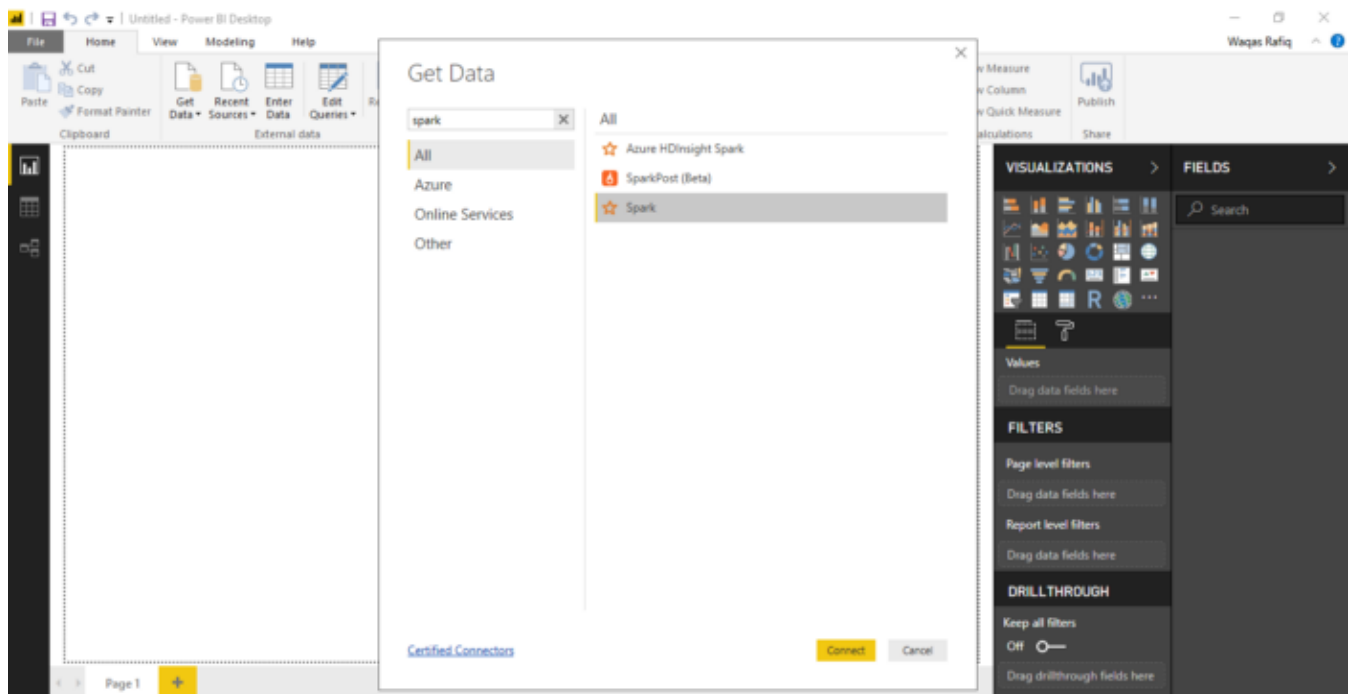 Untitled - Power BI Desktop
File Home View Modeling Help
Waqas Rafiq
Paste
Cut
Copy
Format Painter
Clipboard
Get Data
Recent Sources
Enter Data
Edit Queries
External data
Measure
Column
Quick Measure
Publish
Share
Get Data
spark
All
Azure
Online Services
Other
All
Azure HDInsight Spark
SparkPost (Beta)
Spark
Certified Connectors
Connect Cancel
VISUALIZATIONS
R
Values
Drag data fields here
FILTERS
Page level filters
Drag data fields here
Report level filters
Drag data fields here
DRILLTHROUGH
Keep all filters
Off
Drag drillthrough fields here
FIELDS
Search
Page 1